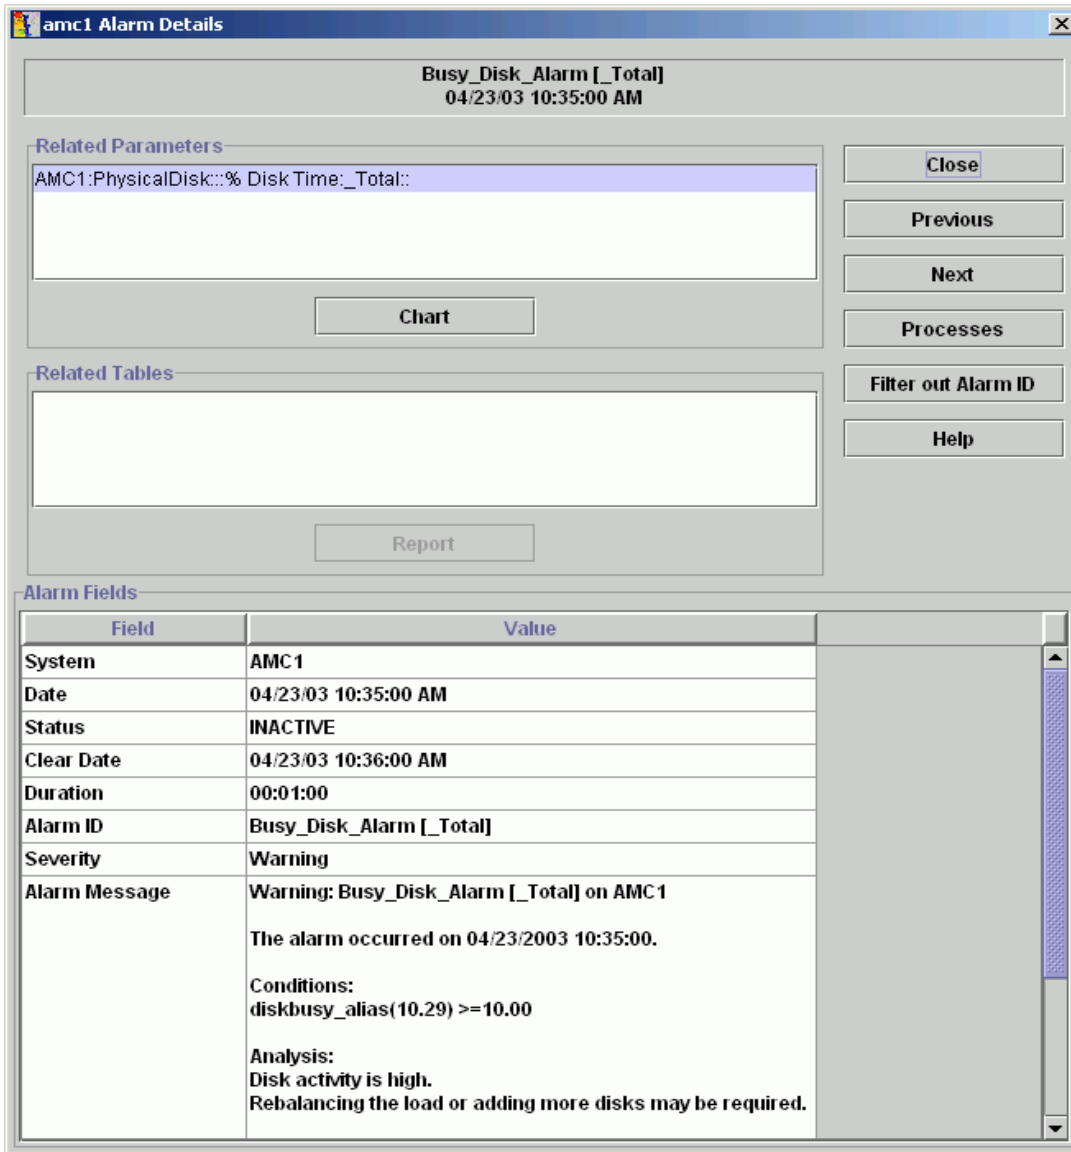 amc1 Alarm Details
Busy_Disk_Alarm [_Total]
04/23/03 10:35:00 AM
Related Parameters
AMC1:PhysicalDisk:::% Disk Time:_Total::
Chart
Close
Previous
Next
Processes
Filter out Alarm ID
Help
Related Tables
Report
Alarm Fields
Field Value
System AMC1
Date 04/23/03 10:35:00 AM
Status INACTIVE
Clear Date 04/23/03 10:36:00 AM
Duration 00:01:00
Alarm ID Busy_Disk_Alarm [_Total]
Severity Warning
Alarm Message Warning: Busy_Disk_Alarm [_Total] on AMC1
The alarm occurred on 04/23/2003 10:35:00.
Conditions:
diskbusy_alias(10.29) >=10.00
Analysis:
Disk activity is high.
Rebalancing the load or adding more disks may be required.